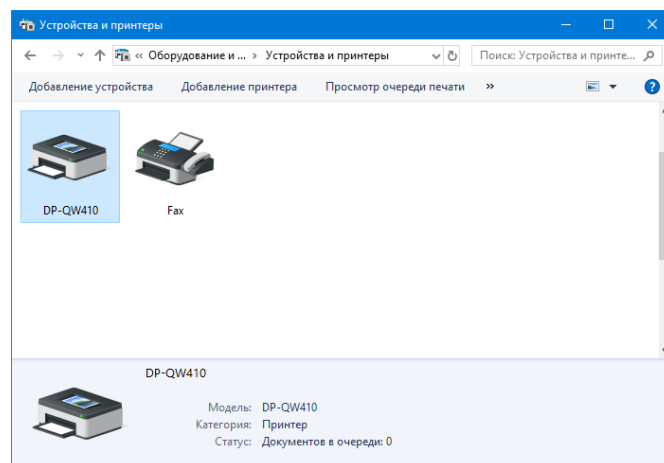 Устройства и принтеры
« Оборудование и ... › Устройства и принтеры
Поиск: Устройства и принте...
Добавление устройства Добавление принтера Просмотр очереди печати »
?
DP-QW410 Fax
DP-QW410
Модель: DP-QW410
Категория: Принтер
Статус: Документов в очереди: 0